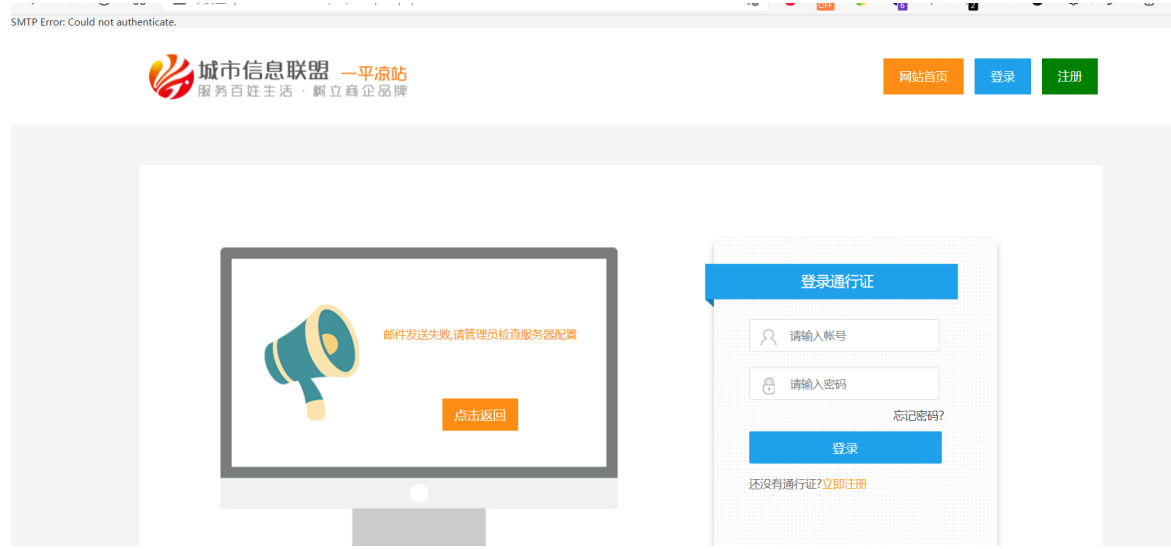 OFF
6
2
SMTP Error: Could not authenticate.
城市信息联盟 —平凉站
服务百姓生活 · 树立商企品牌
网站首页
登录
注册
登录通行证
邮件发送失败,请管理员检查服务器配置
请输入帐号
请输入密码
点击返回
忘记密码?
登录
还没有通行证?立即注册